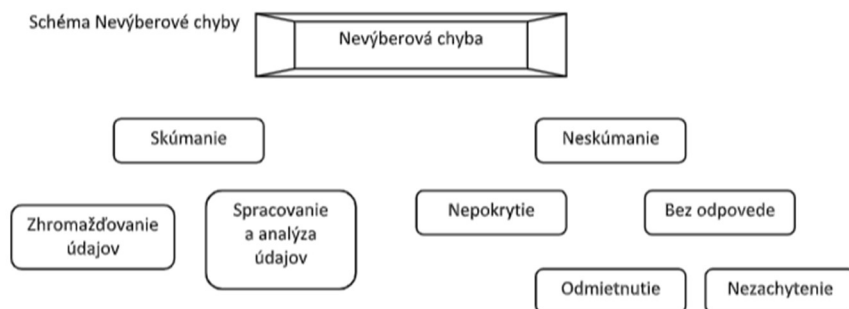 Schéma Nevýberové chyby
Nevýberová chyba
Skúmanie
Neskúmanie
Zhromažďovanie
údajov
Spracovanie
a analýza
údajov
Nepokrytie
Bez odpovede
Odmietnutie
Nezachytenie